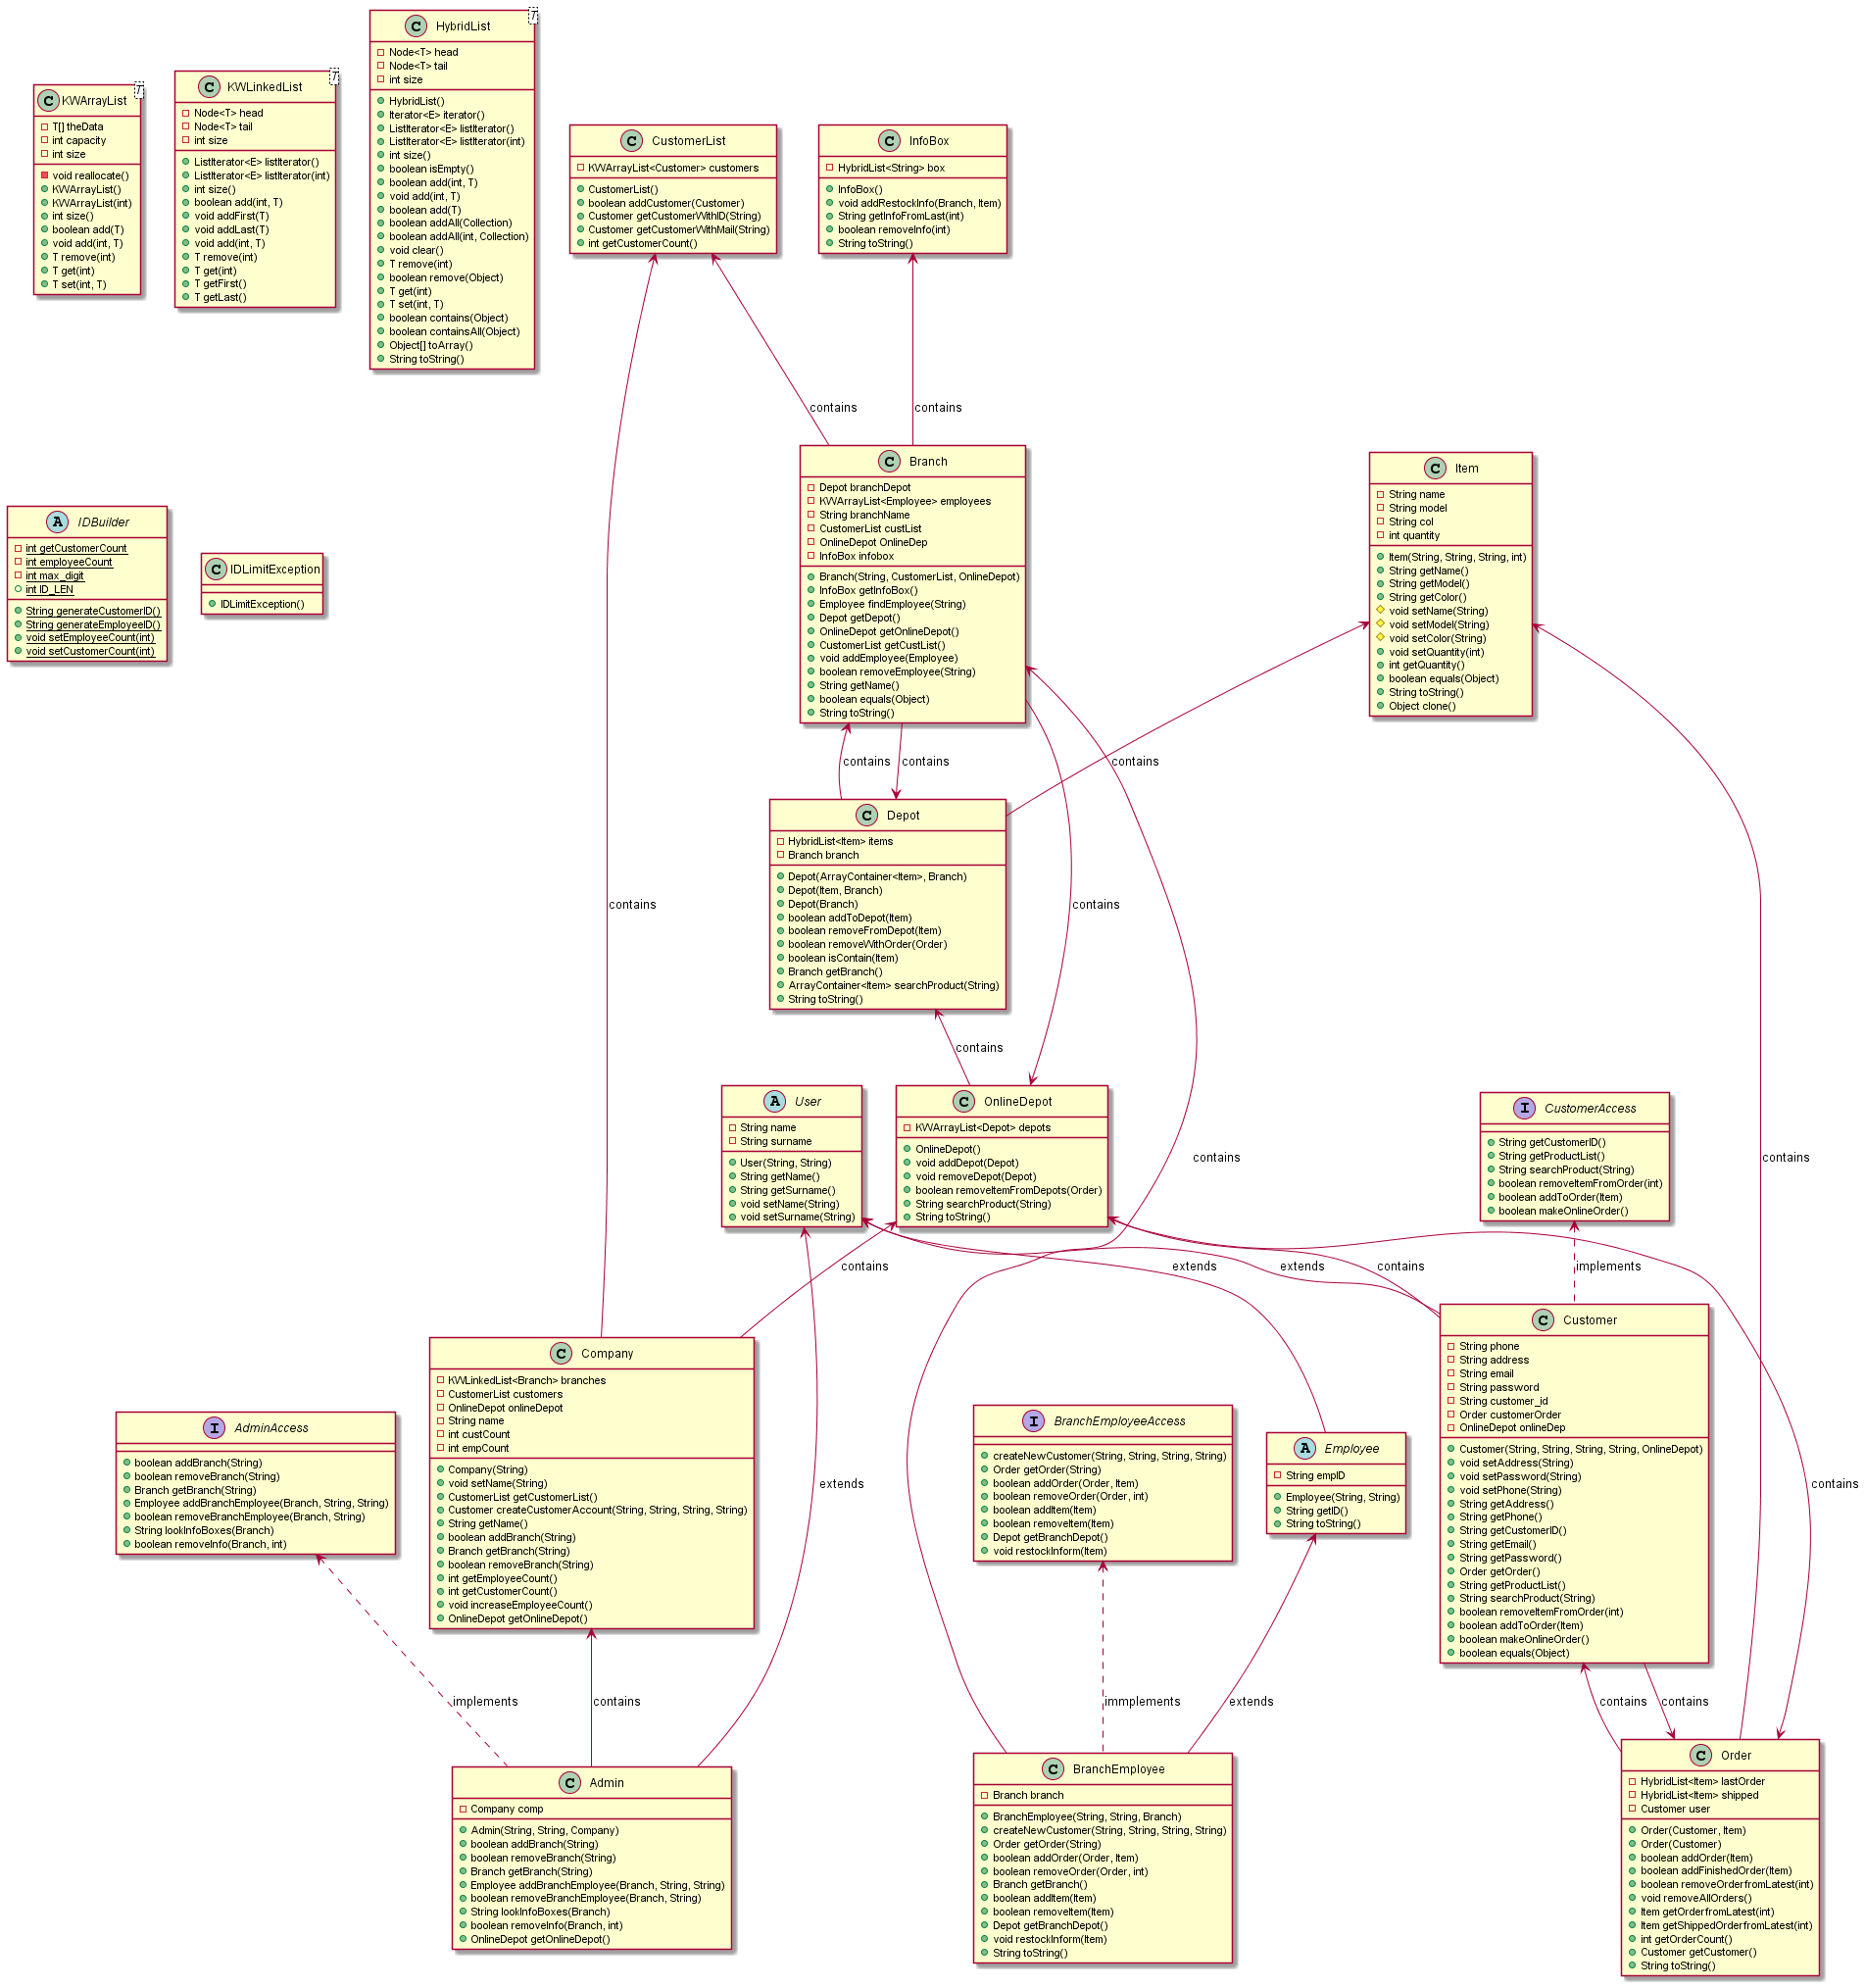 C HybridList T
Node<T> head
Node<T> tail
int size
HybridList()
Iterator<E> iterator()
ListIterator<E> listIterator()
ListIterator<E> listIterator(int)
int size()
boolean isEmpty()
boolean add(int, T)
void add(int, T)
boolean add(T)
boolean addAll(Collection)
boolean addAll(int, Collection)
void clear()
T remove(int)
boolean remove(Object)
T get(int)
T set(int, T)
boolean contains(Object)
boolean containsAll(Object)
Object[] toArray()
String toString()
C KWArrayList T
T[] theData
int capacity
int size
void reallocate()
KWArrayList()
KWArrayList(int)
int size()
boolean add(T)
void add(int, T)
T remove(int)
T get(int)
T set(int, T)
C KWLinkedList T
Node<T> head
Node<T> tail
int size
ListIterator<E> listIterator()
ListIterator<E> listIterator(int)
int size()
boolean add(int, T)
void addFirst(T)
void addLast(T)
void add(int, T)
T remove(int)
T get(int)
T getFirst()
T getLast()
C CustomerList
KWArrayList<Customer> customers
CustomerList()
boolean addCustomer(Customer)
Customer getCustomerWithID(String)
Customer getCustomerWithMail(String)
int getCustomerCount()
C InfoBox
HybridList<String> box
InfoBox()
void addRestockInfo(Branch, Item)
String getInfoFromLast(int)
boolean removeInfo(int)
String toString()
contains
contains
A IDBuilder
int getCustomerCount
int employeeCount
int max_digit
int ID_LEN
String generateCustomerID()
String generateEmployeeID()
void setEmployeeCount(int)
void setCustomerCount(int)
C IDLimitException
IDLimitException()
C Branch
Depot branchDepot
KWArrayList<Employee> employees
String branchName
CustomerList custList
OnlineDepot OnlineDep
InfoBox infobox
Branch(String, CustomerList, OnlineDepot)
InfoBox getInfoBox()
Employee findEmployee(String)
Depot getDepot()
OnlineDepot getOnlineDepot()
CustomerList getCustList()
void addEmployee(Employee)
boolean removeEmployee(String)
String getName()
boolean equals(Object)
String toString()
C Item
String name
String model
String col
int quantity
Item(String, String, String, int)
String getName()
String getModel()
String getColor()
void setName(String)
void setModel(String)
void setColor(String)
void setQuantity(int)
int getQuantity()
boolean equals(Object)
String toString()
Object clone()
contains
contains
contains
C Depot
HybridList<Item> items
Branch branch
Depot(ArrayContainer<Item>, Branch)
Depot(Item, Branch)
Depot(Branch)
boolean addToDepot(Item)
boolean removeFromDepot(Item)
boolean removeWithOrder(Order)
boolean isContain(Item)
Branch getBranch()
ArrayContainer<Item> searchProduct(String)
String toString()
contains
contains
contains
A User
String name
String surname
User(String, String)
String getName()
String getSurname()
void setName(String)
void setSurname(String)
C OnlineDepot
KWArrayList<Depot> depots
OnlineDepot()
void addDepot(Depot)
void removeDepot(Depot)
boolean removeItemFromDepots(Order)
String searchProduct(String)
String toString()
contains
I CustomerAccess
String getCustomerID()
String getProductList()
String searchProduct(String)
boolean removeItemFromOrder(int)
boolean addToOrder(Item)
boolean makeOnlineOrder()
contains
contains
extends
extends
contains
implements
C Company
KWLinkedList<Branch> branches
CustomerList customers
OnlineDepot onlineDepot
String name
int custCount
int empCount
Company(String)
void setName(String)
CustomerList getCustomerList()
Customer createCustomerAccount(String, String, String, String)
String getName()
boolean addBranch(String)
Branch getBranch(String)
boolean removeBranch(String)
int getEmployeeCount()
int getCustomerCount()
void increaseEmployeeCount()
OnlineDepot getOnlineDepot()
C Customer
String phone
String address
String email
String password
String customer_id
Order customerOrder
OnlineDepot onlineDep
Customer(String, String, String, String, OnlineDepot)
void setAddress(String)
void setPassword(String)
void setPhone(String)
String getAddress()
String getPhone()
String getCustomerID()
String getEmail()
String getPassword()
Order getOrder()
String getProductList()
String searchProduct(String)
boolean removeItemFromOrder(int)
boolean addToOrder(Item)
boolean makeOnlineOrder()
boolean equals(Object)
I AdminAccess
boolean addBranch(String)
boolean removeBranch(String)
Branch getBranch(String)
Employee addBranchEmployee(Branch, String, String)
boolean removeBranchEmployee(Branch, String)
String lookInfoBoxes(Branch)
boolean removeInfo(Branch, int)
extends
I BranchEmployeeAccess
createNewCustomer(String, String, String, String)
Order getOrder(String)
boolean addOrder(Order, Item)
boolean removeOrder(Order, int)
boolean addItem(Item)
boolean removeItem(Item)
Depot getBranchDepot()
void restockInform(Item)
A Employee
String empID
Employee(String, String)
String getID()
String toString()
contains
implements
contains
immplements
extends
contains
contains
C Admin
Company comp
Admin(String, String, Company)
boolean addBranch(String)
boolean removeBranch(String)
Branch getBranch(String)
Employee addBranchEmployee(Branch, String, String)
boolean removeBranchEmployee(Branch, String)
String lookInfoBoxes(Branch)
boolean removeInfo(Branch, int)
OnlineDepot getOnlineDepot()
C BranchEmployee
Branch branch
BranchEmployee(String, String, Branch)
createNewCustomer(String, String, String, String)
Order getOrder(String)
boolean addOrder(Order, Item)
boolean removeOrder(Order, int)
Branch getBranch()
boolean addItem(Item)
boolean removeItem(Item)
Depot getBranchDepot()
void restockInform(Item)
String toString()
C Order
HybridList<Item> lastOrder
HybridList<Item> shipped
Customer user
Order(Customer, Item)
Order(Customer)
boolean addOrder(Item)
boolean addFinishedOrder(Item)
boolean removeOrderfromLatest(int)
void removeAllOrders()
Item getOrderfromLatest(int)
Item getShippedOrderfromLatest(int)
int getOrderCount()
Customer getCustomer()
String toString()